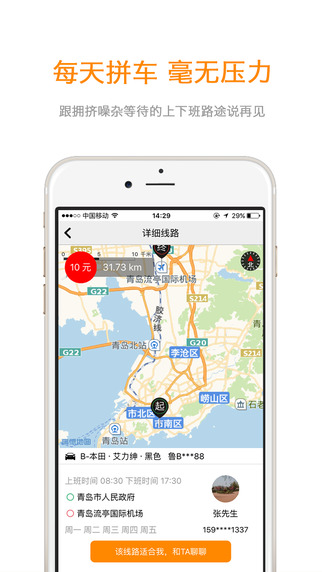 每天拼车 毫无压力
跟拥挤噪杂等待的上下班路途说再见
中国移动 14:29 29%
详细线路
10 元 31.73 km
10 千米
终
G22
青岛流亭国际机场
S214
G22
胶济线
S214
青岛北站
李沧区
崂山区
石老
起
市北区
青岛站
市南区
高德地图
B-本田 · 艾力绅 · 黑色 鲁B***88
上班时间 08:30 下班时间 17:30
青岛市人民政府
青岛流亭国际机场
张先生
周一 周二 周三 周四 周五
159****1337
该线路适合我，和TA聊聊